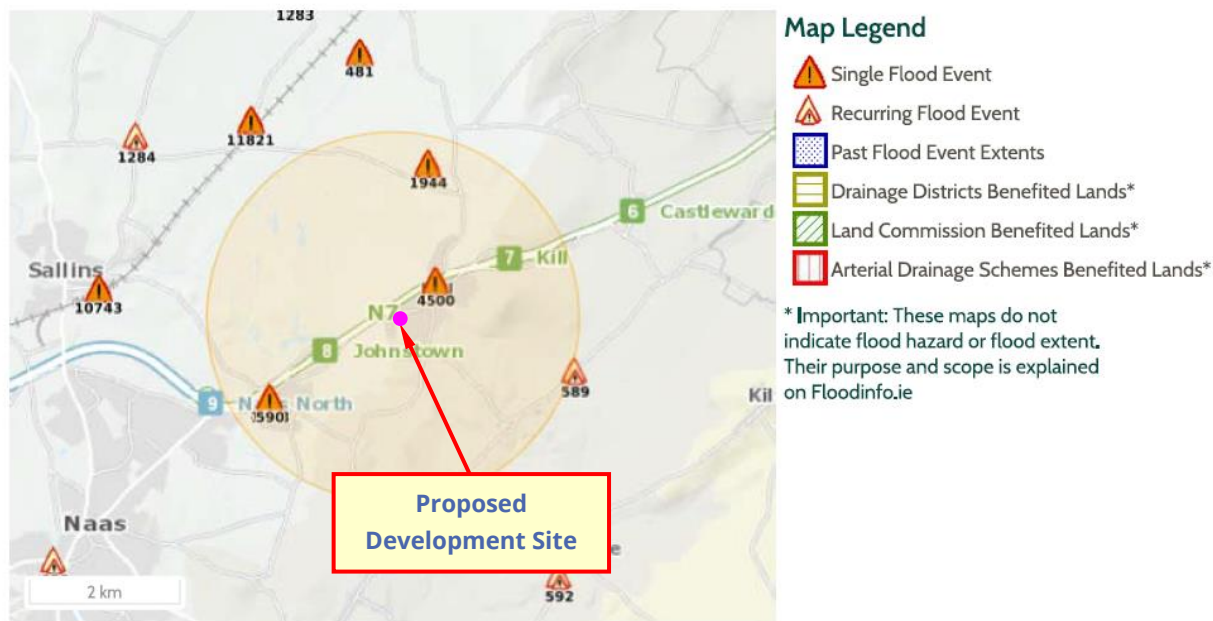 1283
481
11821
1284
1944
6 Castleward
7 Kill
Sallins
10743
4500
N7
8 Johnstown
589
9 North
Kil
Naas
592
2 km
Proposed
Development Site
Map Legend
Single Flood Event
Recurring Flood Event
Past Flood Event Extents
Drainage Districts Benefited Lands*
Land Commission Benefited Lands*
Arterial Drainage Schemes Benefited Lands*
* Important: These maps do not
indicate flood hazard or flood extent.
Their purpose and scope is explained
on Floodinfo.ie